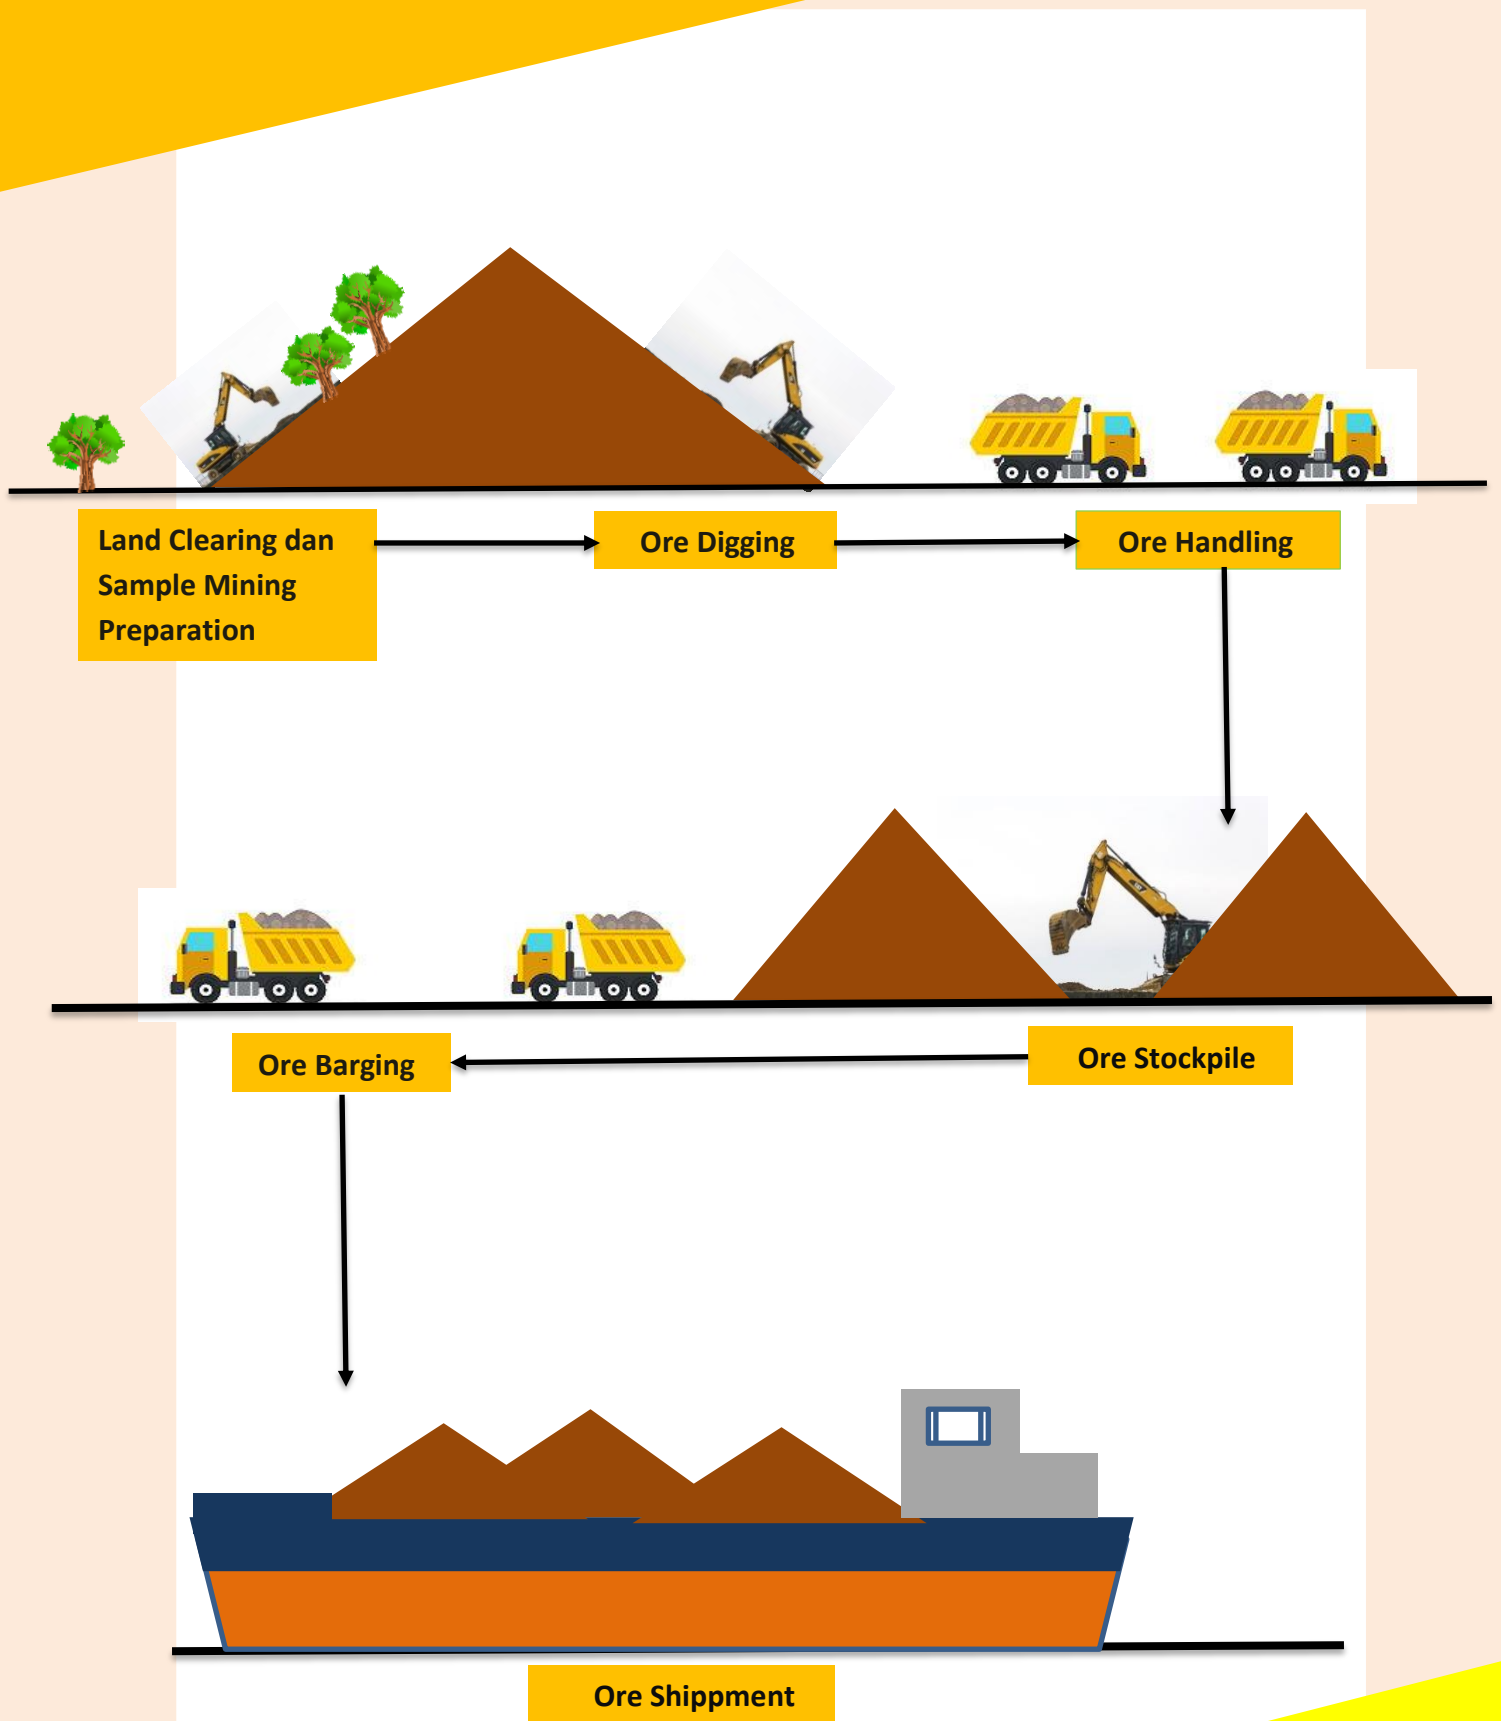 Land Clearing dan
Sample Mining
Preparation
Ore Digging
Ore Handling
Ore Barging
Ore Stockpile
Ore Shippment